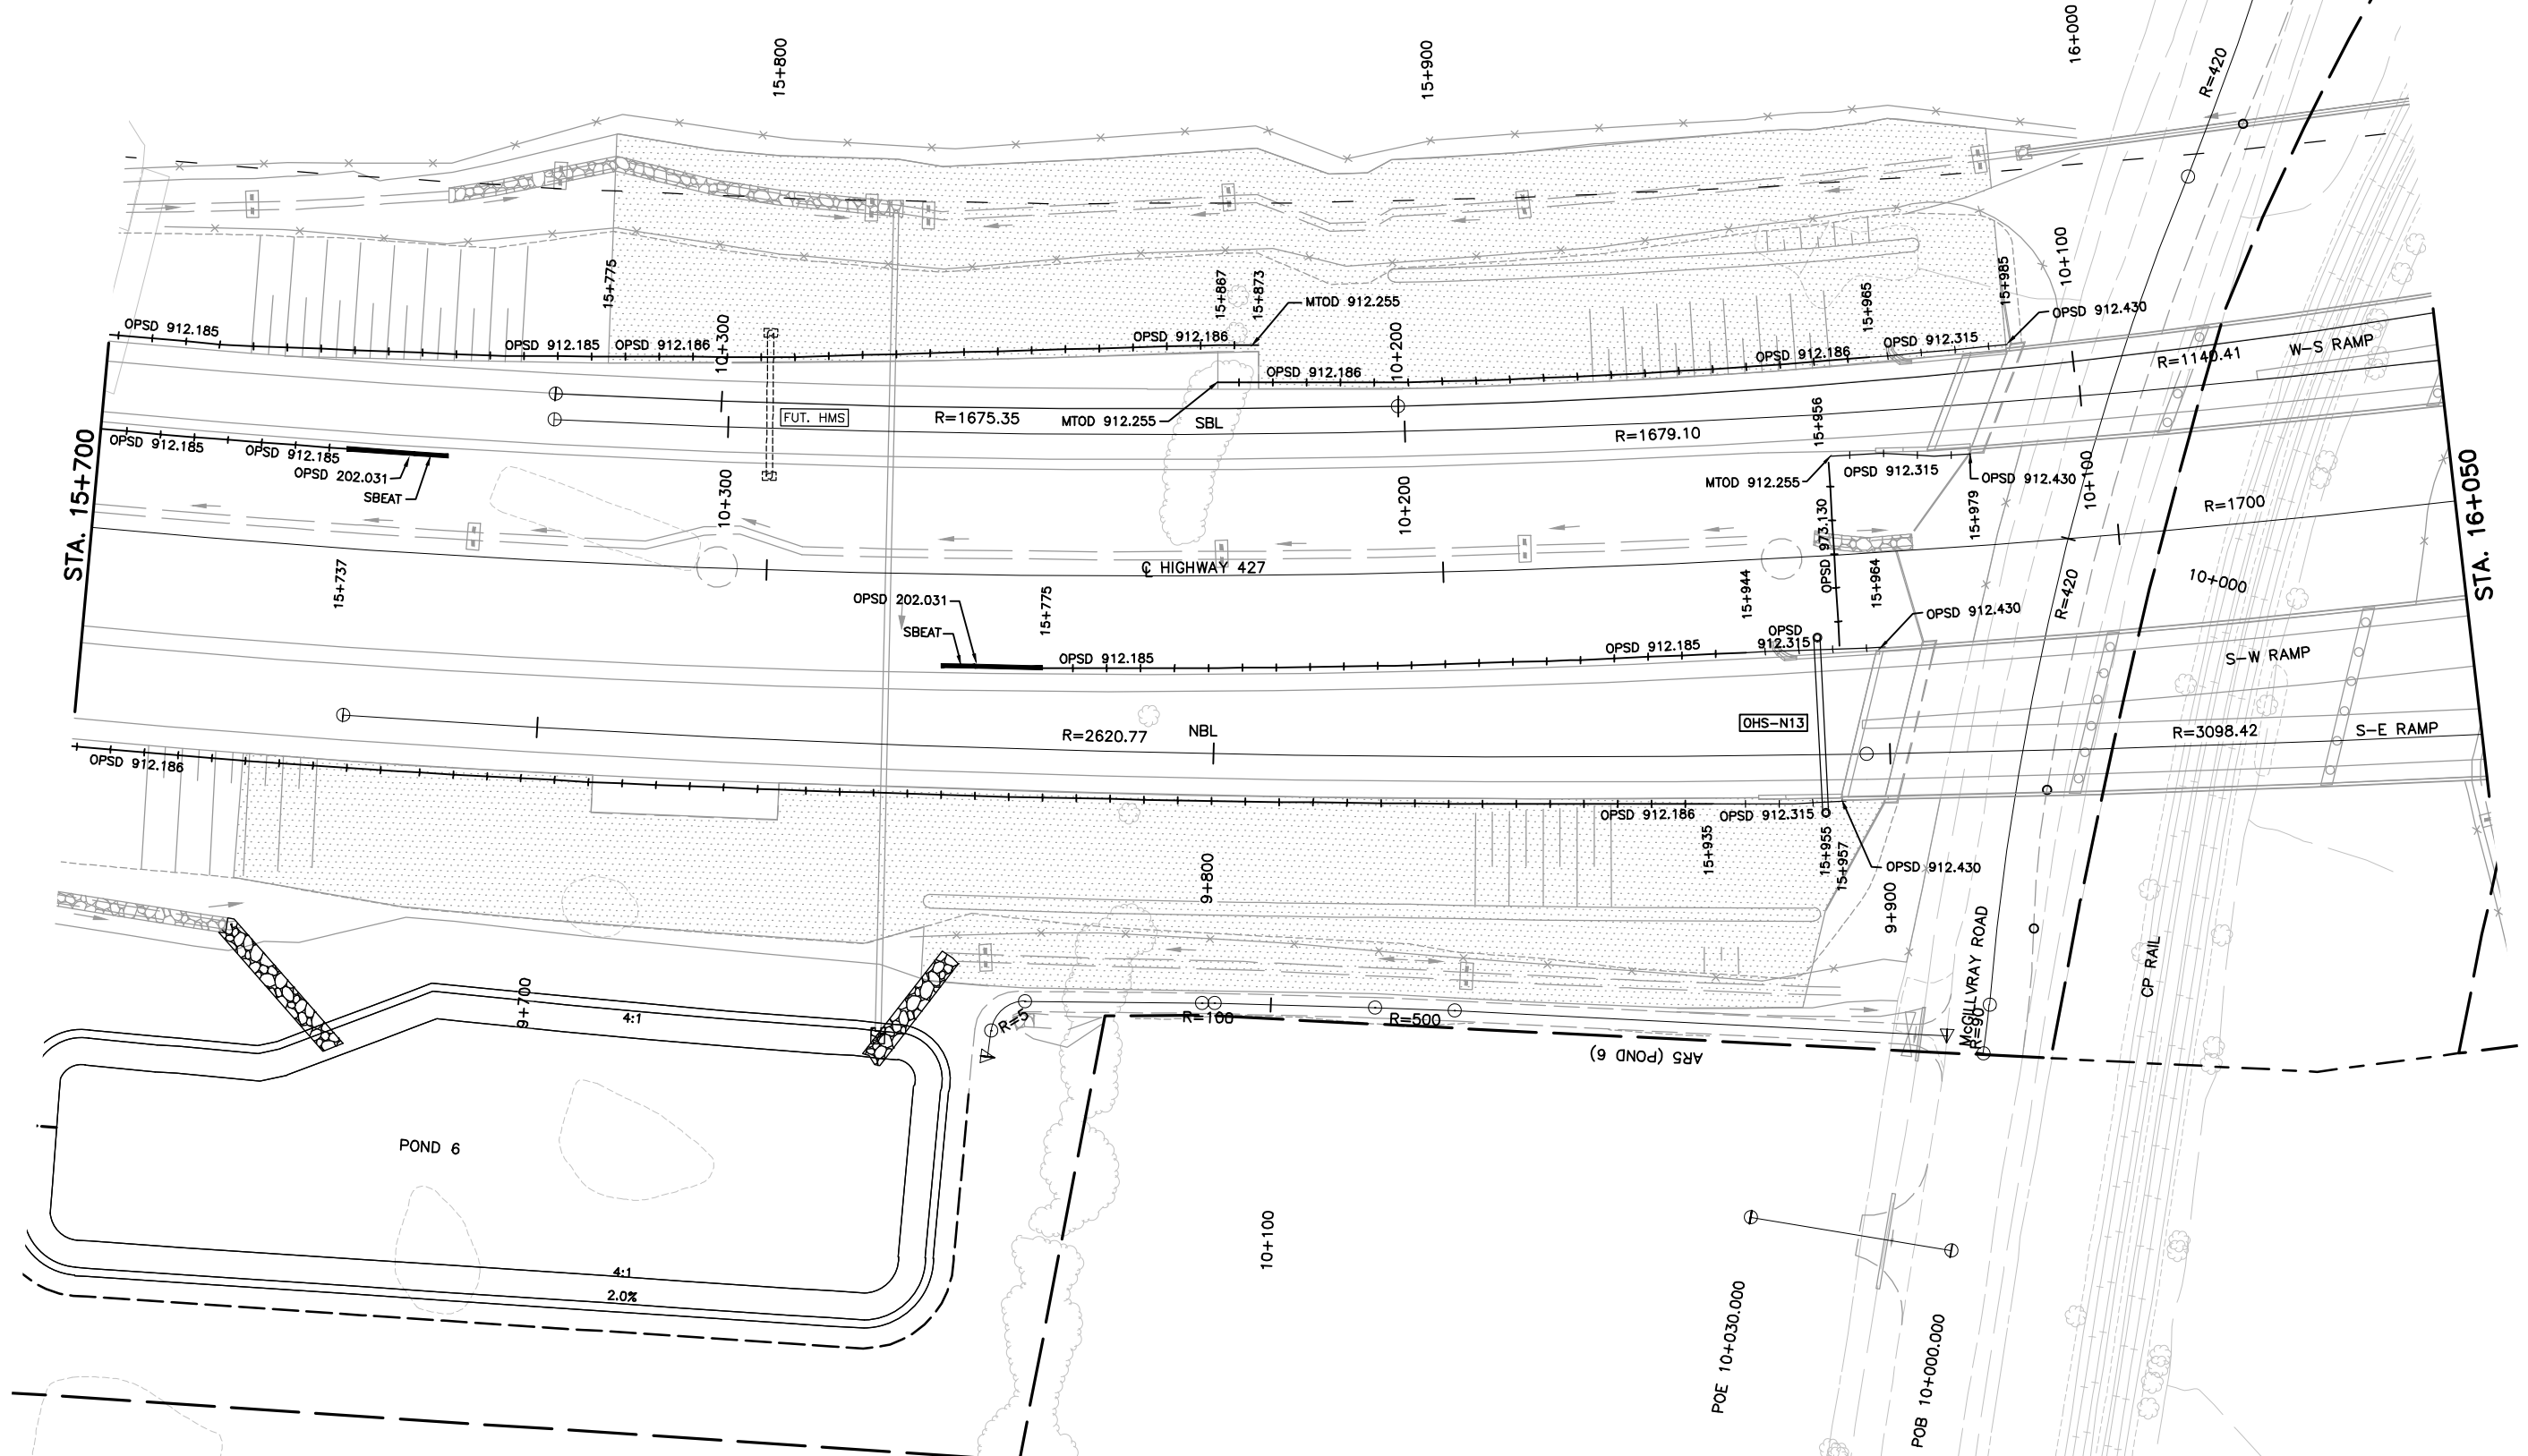 15+800
15+900
16+000
R=420
10+100
15+775
15+867
15+873
MTOD 912.255
15+965
15+985
OPSD 912.430
OPSD 912.185
OPSD 912.185
OPSD 912.186
10+300
OPSD 912.186
10+200
OPSD 912.186
OPSD 912.315
R=1140.41
W-S RAMP
OPSD 912.186
FUT. HMS
R=1675.35
MTOD 912.255
SBL
R=1679.10
15+956
STA. 15+700
OPSD 912.185
OPSD 912.185
OPSD 202.031
SBEAT
10+300
10+200
MTOD 912.255
OPSD 912.315
OPSD 912.430
15+979
10+100
R=1700
STA. 16+050
OPSD 973.130
15+737
℄ HIGHWAY 427
15+944
15+964
10+000
R=420
OPSD 202.031
SBEAT
15+775
OPSD 912.185
OPSD 912.185
OPSD
912.315
OPSD 912.430
S-W RAMP
R=2620.77
NBL
OHS-N13
R=3098.42
S-E RAMP
OPSD 912.186
OPSD 912.186
OPSD 912.315
15+935
15+955
15+957
OPSD 912.430
9+800
9+900
McGILLVRAY ROAD
R=90
CP RAIL
9+700
4:1
R=5
R=100
R=500
AR5 (POND 6)
POND 6
10+100
4:1
2.0%
POE 10+030.000
POB 10+000.000